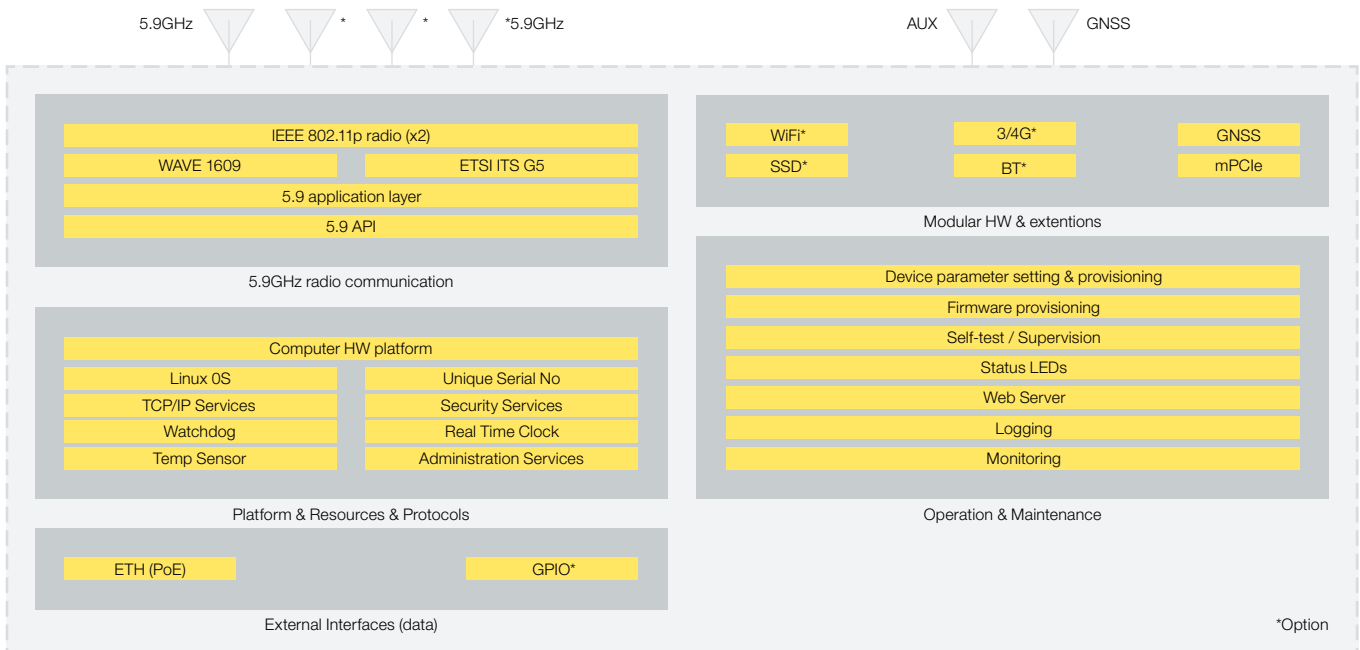 5.9GHz * * *5.9GHz AUX GNSS
IEEE 802.11p radio (x2)
WAVE 1609 ETSI ITS G5
5.9 application layer
5.9 API
5.9GHz radio communication
Computer HW platform
Linux 0S Unique Serial No
TCP/IP Services Security Services
Watchdog Real Time Clock
Temp Sensor Administration Services
Platform & Resources & Protocols
ETH (PoE) GPIO*
External Interfaces (data)
WiFi* 3/4G* GNSS
SSD* BT* mPCIe
Modular HW & extentions
Device parameter setting & provisioning
Firmware provisioning
Self-test / Supervision
Status LEDs
Web Server
Logging
Monitoring
Operation & Maintenance
*Option